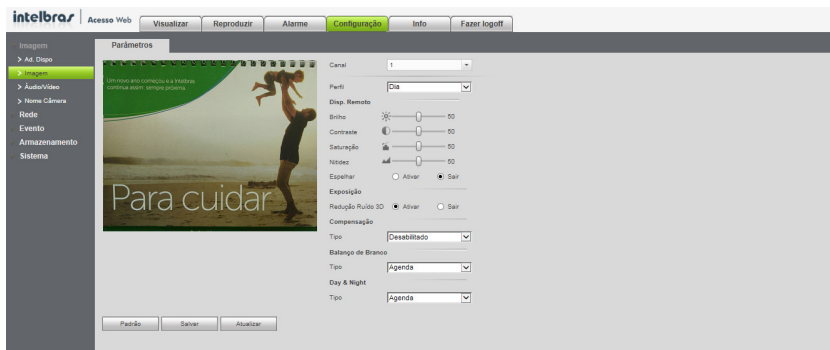 intelbras Acesso Web Visualizar Reproduzir Alarme Configuração Info Fazer logoff
Imagem
> Ad. Dispo
> Imagem
> Áudio/Vídeo
> Nome Câmera
Rede
Evento
Armazenamento
Sistema
Parâmetros
Um novo ano começou e a Intelbras
continua assim: sempre próxima.
Para cuidar
Canal 1
Perfil Dia
Disp. Remoto
Brilho 50
Contraste 50
Saturação 50
Nitidez 50
Espelhar Ativar Sair
Exposição
Redução Ruído 3D Ativar Sair
Compensação
Tipo Desabilitado
Balanço de Branco
Tipo Agenda
Day & Night
Tipo Agenda
Padrão Salvar Atualizar